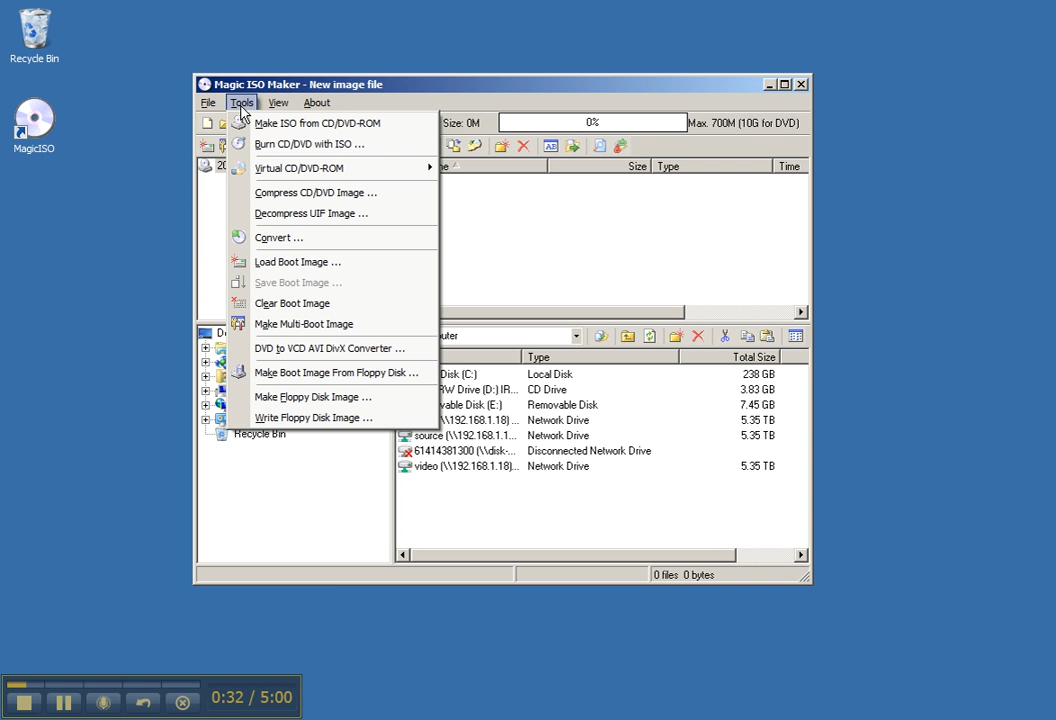 Recycle Bin
MagicISO
Magic ISO Maker - New image file
File Tools View About
Size: 0M 0% Max. 700M (10G for DVD)
Size Type Time
Make ISO from CD/DVD-ROM
Burn CD/DVD with ISO ...
Virtual CD/DVD-ROM
Compress CD/DVD Image ...
Decompress UIF Image ...
Convert ...
Load Boot Image ...
Save Boot Image ...
Clear Boot Image
Make Multi-Boot Image
DVD to VCD AVI DivX Converter ...
Make Boot Image From Floppy Disk ...
Make Floppy Disk Image ...
Write Floppy Disk Image ...
Recycle Bin
Type Total Size
Disk (C:) Local Disk 238 GB
RW Drive (D:) IR... CD Drive 3.83 GB
vable Disk (E:) Removable Disk 7.45 GB
(\\192.168.1.18)... Network Drive 5.35 TB
source (\\192.168.1.1... Network Drive 5.35 TB
61414381300 (\\disk-... Disconnected Network Drive
video (\\192.168.1.18)... Network Drive 5.35 TB
0 files 0 bytes
0:32 / 5:00